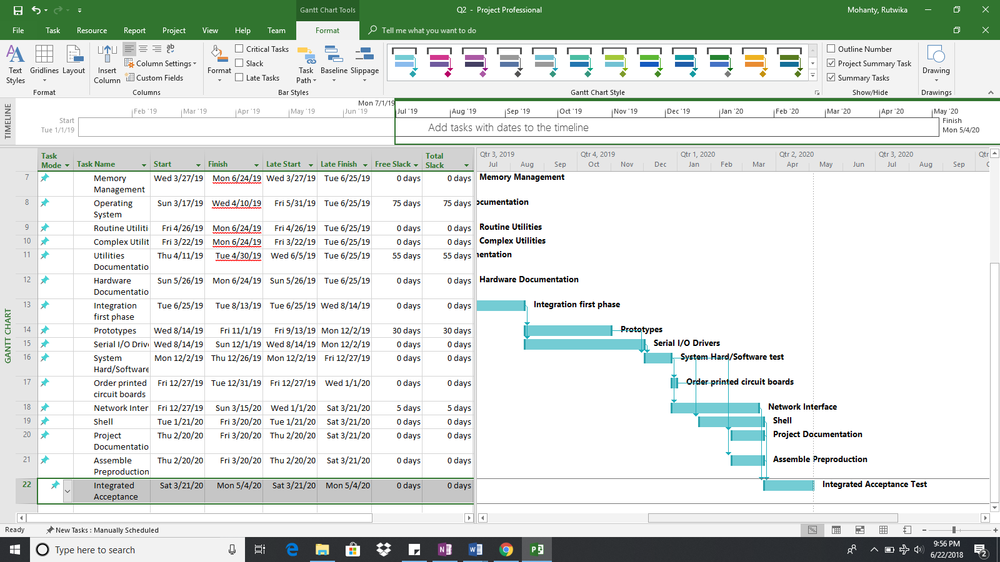 Gantt Chart Tools
Q2 - Project Professional
Mohanty, Rutwika
File Task Resource Report Project View Help Team Format Tell me what you want to do
Text Styles
Gridlines
Layout
Format
Insert Column
ab
Column Settings
Custom Fields
Columns
Format
Critical Tasks
Slack
Late Tasks
Task Path
Baseline
Slippage
Bar Styles
Gantt Chart Style
Outline Number
Project Summary Task
Summary Tasks
Show/Hide
Drawing
Drawings
TIMELINE
Mon 7/1/19
Feb '19 Mar '19 Apr '19 May '19 Jun '19 Jul '19 Aug '19 Sep '19 Oct '19 Nov '19 Dec '19 Jan '20 Feb '20 Mar '20 Apr '20 May '20
Start
Tue 1/1/19
Add tasks with dates to the timeline
Finish
Mon 5/4/20
GANTT CHART
Task Mode Task Name Start Finish Late Start Late Finish Free Slack Total Slack
7 Memory Management Wed 3/27/19 Mon 6/24/19 Wed 3/27/19 Tue 6/25/19 0 days 0 days
8 Operating System Sun 3/17/19 Wed 4/10/19 Fri 5/31/19 Tue 6/25/19 75 days 75 days
9 Routine Utiliti Fri 4/26/19 Mon 6/24/19 Fri 4/26/19 Tue 6/25/19 0 days 0 days
10 Complex Utilit Fri 3/22/19 Mon 6/24/19 Fri 3/22/19 Tue 6/25/19 0 days 0 days
11 Utilities Documentatio Thu 4/11/19 Tue 4/30/19 Wed 6/5/19 Tue 6/25/19 55 days 55 days
12 Hardware Documentatio Sun 5/26/19 Mon 6/24/19 Sun 5/26/19 Tue 6/25/19 0 days 0 days
13 Integration first phase Tue 6/25/19 Tue 8/13/19 Tue 6/25/19 Wed 8/14/19 0 days 0 days
14 Prototypes Wed 8/14/19 Fri 11/1/19 Fri 9/13/19 Mon 12/2/19 30 days 30 days
15 Serial I/O Driv Wed 8/14/19 Sun 12/1/19 Wed 8/14/19 Mon 12/2/19 0 days 0 days
16 System Hard/Software Mon 12/2/19 Thu 12/26/19 Mon 12/2/19 Fri 12/27/19 0 days 0 days
17 Order printed circuit boards Fri 12/27/19 Tue 12/31/19 Fri 12/27/19 Wed 1/1/20 0 days 0 days
18 Network Inter Fri 12/27/19 Sun 3/15/20 Wed 1/1/20 Sat 3/21/20 5 days 5 days
19 Shell Tue 1/21/20 Fri 3/20/20 Tue 1/21/20 Sat 3/21/20 0 days 0 days
20 Project Documentatio Thu 2/20/20 Fri 3/20/20 Thu 2/20/20 Sat 3/21/20 0 days 0 days
21 Assemble Preproduction Thu 2/20/20 Fri 3/20/20 Thu 2/20/20 Sat 3/21/20 0 days 0 days
22 Integrated Acceptance Sat 3/21/20 Mon 5/4/20 Sat 3/21/20 Mon 5/4/20 0 days 0 days
Qtr 3, 2019 Qtr 4, 2019 Qtr 1, 2020 Qtr 2, 2020 Qtr 3, 2020 Qtr
Jul Aug Sep Oct Nov Dec Jan Feb Mar Apr May Jun Jul Aug Sep
Memory Management
ocumentation
Routine Utilities
Complex Utilities
entation
Hardware Documentation
Integration first phase
Prototypes
Serial I/O Drivers
System Hard/Software test
Order printed circuit boards
Network Interface
Shell
Project Documentation
Assemble Preproduction
Integrated Acceptance Test
Ready New Tasks : Manually Scheduled
Type here to search
9:56 PM
6/22/2018
2